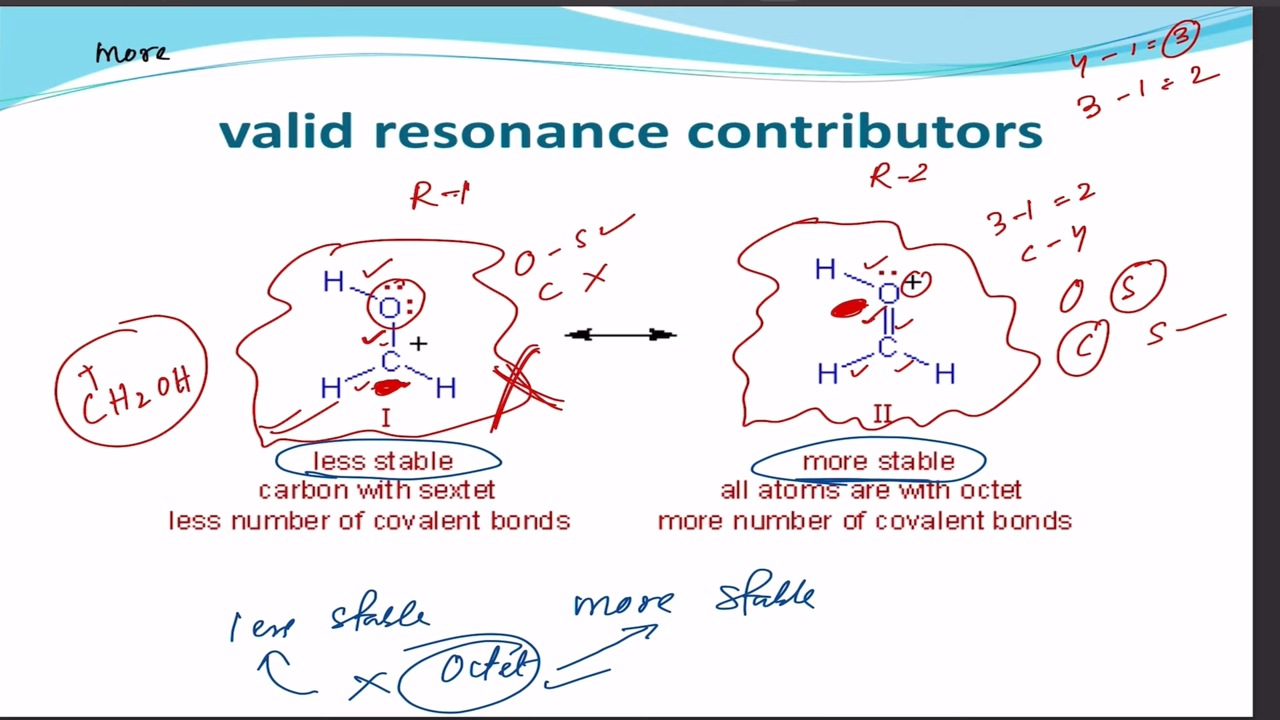 more
4 - 1 = 3
3 - 1 = 2
valid resonance contributors
R-1
R-2
3-1 = 2
C - 4
O - S ✓
C X
O S
C S
H
O
C +
H H
I
H
O +
C
H H
II
+
CH2OH
less stable
carbon with sextet
less number of covalent bonds
more stable
all atoms are with octet
more number of covalent bonds
less stable
more stable
X Octet